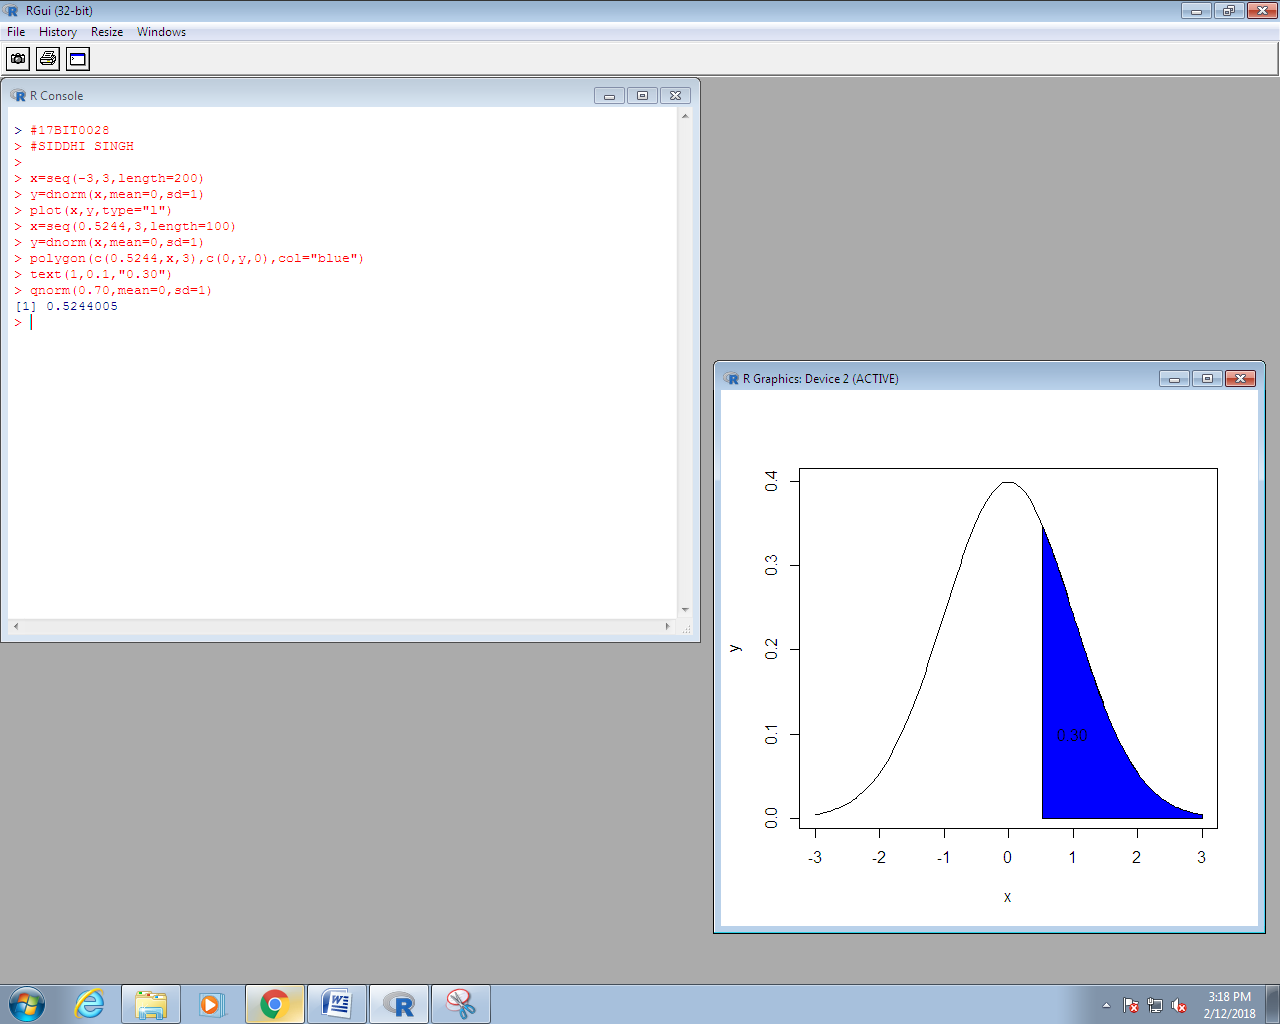 RGui (32-bit)
File History Resize Windows
R Console
> #17BIT0028
> #SIDDHI SINGH
>
> x=seq(-3,3,length=200)
> y=dnorm(x,mean=0,sd=1)
> plot(x,y,type="l")
> x=seq(0.5244,3,length=100)
> y=dnorm(x,mean=0,sd=1)
> polygon(c(0.5244,x,3),c(0,y,0),col="blue")
> text(1,0.1,"0.30")
> qnorm(0.70,mean=0,sd=1)
[1] 0.5244005
>
R Graphics: Device 2 (ACTIVE)
0.4
0.3
0.2
0.1
0.0
y
0.30
-3 -2 -1 0 1 2 3
x
3:18 PM
2/12/2018